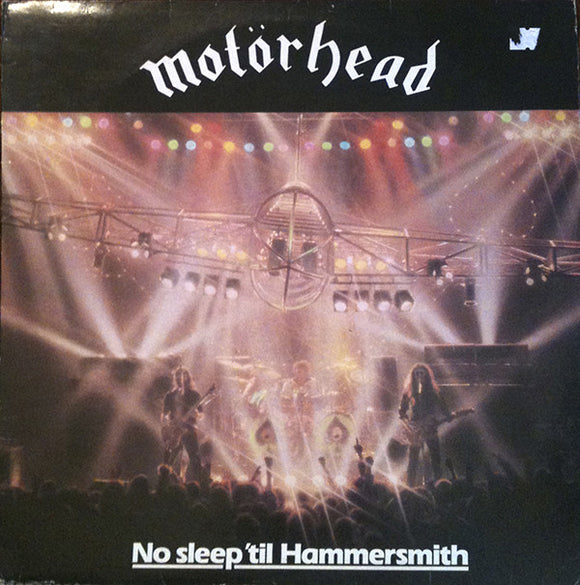 motörhead
No sleep 'til Hammersmith